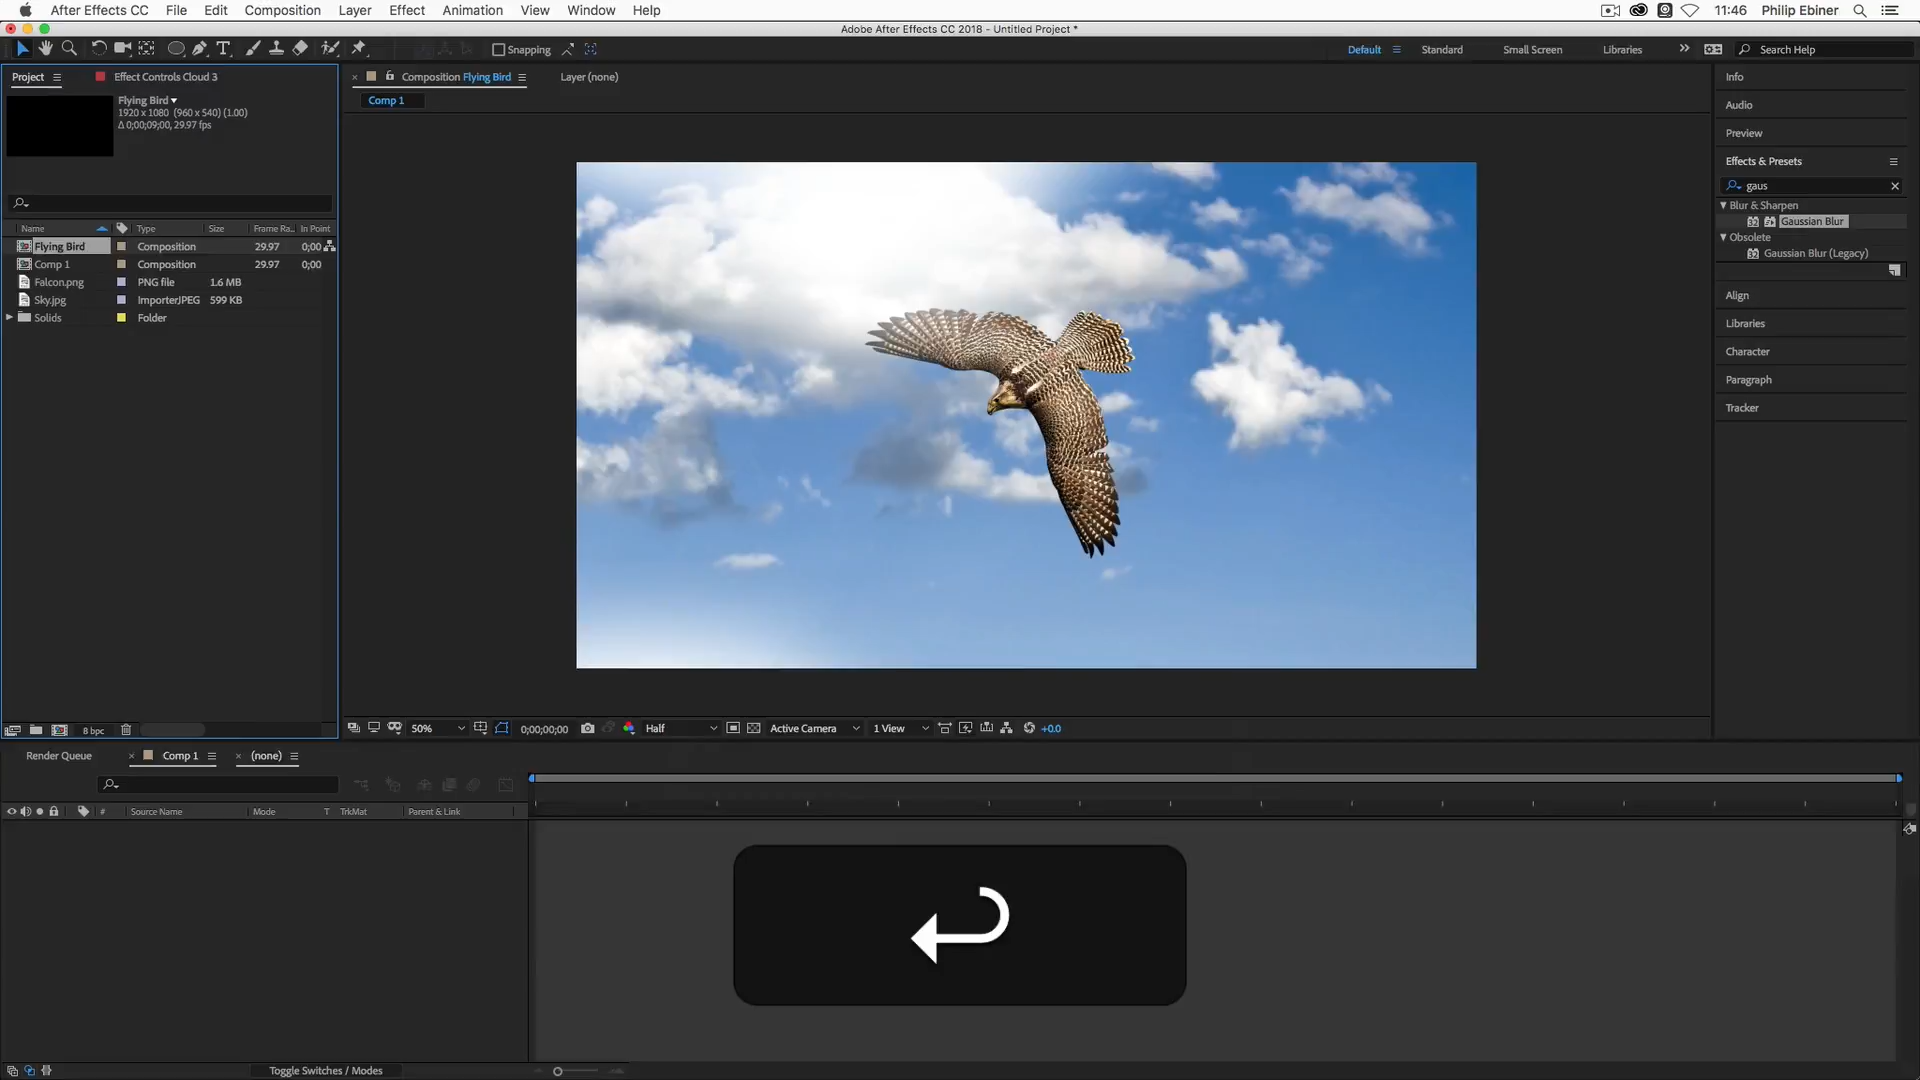 After Effects CC File Edit Composition Layer Effect Animation View Window Help 11:46 Philip Ebiner
Adobe After Effects CC 2018 - Untitled Project *
Snapping Default Standard Small Screen Libraries Search Help
Project Effect Controls Cloud 3 Composition Flying Bird Layer (none) Info
Flying Bird Comp 1 Audio
1920 x 1080 (960 x 540) (1.00)
Δ 0;00;09;00, 29.97 fps
Preview
Effects & Presets
gaus
Blur & Sharpen
Gaussian Blur
Obsolete
Gaussian Blur (Legacy)
Align
Libraries
Character
Paragraph
Tracker
Name Type Size Frame Ra... In Point
Flying Bird Composition 29.97 0;00
Comp 1 Composition 29.97 0;00
Falcon.png PNG file 1.6 MB
Sky.jpg ImporterJPEG 599 KB
Solids Folder
8 bpc 50% 0;00;00;00 Half Active Camera 1 View +0.0
Render Queue Comp 1 (none)
# Source Name Mode T TrkMat Parent & Link
Toggle Switches / Modes